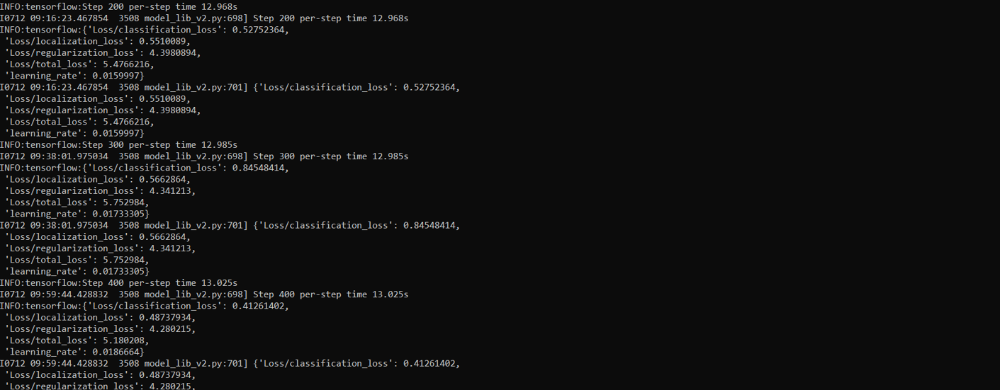 INFO:tensorflow:Step 200 per-step time 12.968s
I0712 09:16:23.467854  3508 model_lib_v2.py:698] Step 200 per-step time 12.968s
INFO:tensorflow:{'Loss/classification_loss': 0.52752364,
 'Loss/localization_loss': 0.5510089,
 'Loss/regularization_loss': 4.3980894,
 'Loss/total_loss': 5.4766216,
 'learning_rate': 0.0159997}
I0712 09:16:23.467854  3508 model_lib_v2.py:701] {'Loss/classification_loss': 0.52752364,
 'Loss/localization_loss': 0.5510089,
 'Loss/regularization_loss': 4.3980894,
 'Loss/total_loss': 5.4766216,
 'learning_rate': 0.0159997}
INFO:tensorflow:Step 300 per-step time 12.985s
I0712 09:38:01.975034  3508 model_lib_v2.py:698] Step 300 per-step time 12.985s
INFO:tensorflow:{'Loss/classification_loss': 0.84548414,
 'Loss/localization_loss': 0.5662864,
 'Loss/regularization_loss': 4.341213,
 'Loss/total_loss': 5.752984,
 'learning_rate': 0.01733305}
I0712 09:38:01.975034  3508 model_lib_v2.py:701] {'Loss/classification_loss': 0.84548414,
 'Loss/localization_loss': 0.5662864,
 'Loss/regularization_loss': 4.341213,
 'Loss/total_loss': 5.752984,
 'learning_rate': 0.01733305}
INFO:tensorflow:Step 400 per-step time 13.025s
I0712 09:59:44.428832  3508 model_lib_v2.py:698] Step 400 per-step time 13.025s
INFO:tensorflow:{'Loss/classification_loss': 0.41261402,
 'Loss/localization_loss': 0.48737934,
 'Loss/regularization_loss': 4.280215,
 'Loss/total_loss': 5.180208,
 'learning_rate': 0.0186664}
I0712 09:59:44.428832  3508 model_lib_v2.py:701] {'Loss/classification_loss': 0.41261402,
 'Loss/localization_loss': 0.48737934,
 'Loss/regularization_loss': 4.280215,